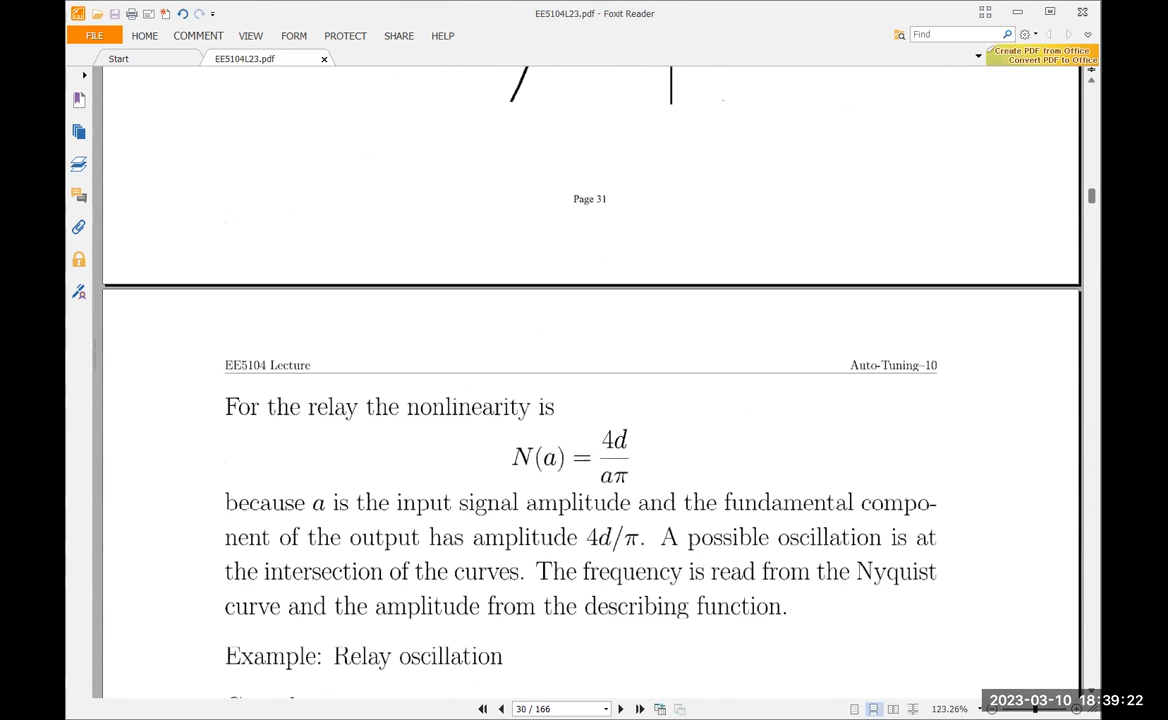 EE5104L23.pdf - Foxit Reader
FILE HOME COMMENT VIEW FORM PROTECT SHARE HELP
Find
Create PDF from Office
Convert PDF to Office
Start EE5104L23.pdf
Page 31
EE5104 Lecture Auto-Tuning–10
For the relay the nonlinearity is
N(a) = 4d/aπ
because a is the input signal amplitude and the fundamental compo-
nent of the output has amplitude 4d/π. A possible oscillation is at
the intersection of the curves. The frequency is read from the Nyquist
curve and the amplitude from the describing function.
Example: Relay oscillation
30 / 166
123.26%
2023-03-10 18:39:22